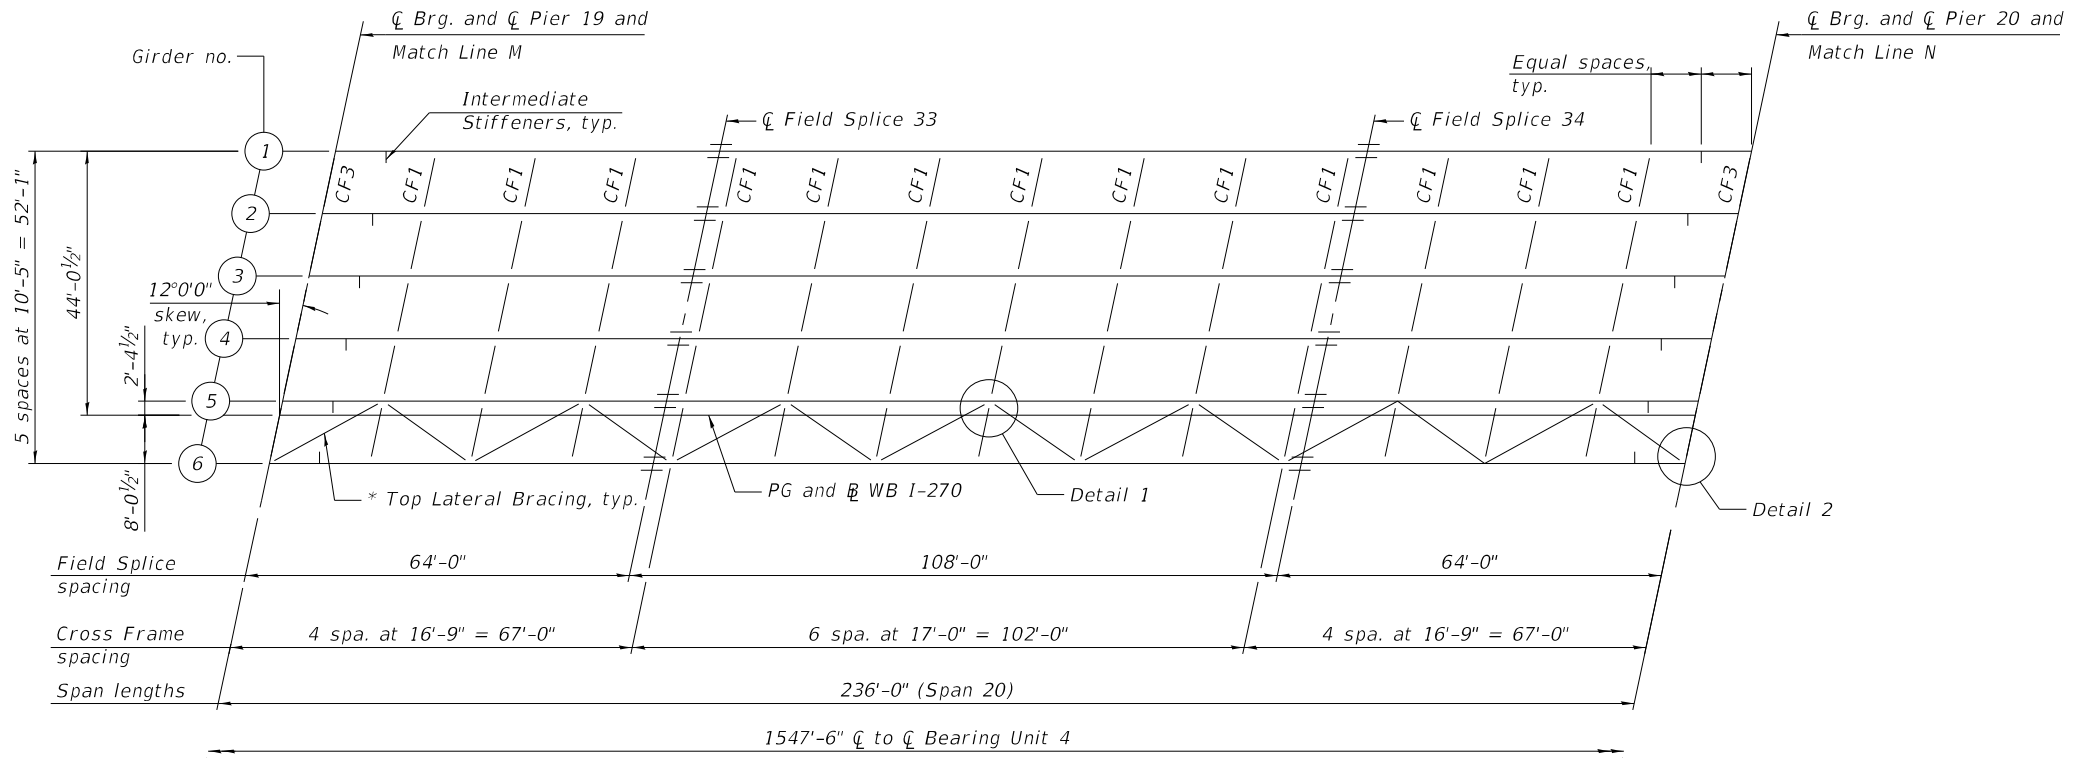 ℄ Brg. and ℄ Pier 19 and
Match Line M
℄ Brg. and ℄ Pier 20 and
Match Line N
Girder no.
Equal spaces,
typ.
Intermediate
Stiffeners, typ.
℄ Field Splice 33
℄ Field Splice 34
1
2
3
4
5
6
CF3
CF1
CF1
CF1
CF1
CF1
CF1
CF1
CF1
CF1
CF1
CF1
CF1
CF1
CF3
5 spaces at 10'-5" = 52'-1"
44'-0½"
12°0'0"
skew,
typ.
2'-4½"
8'-0½"
* Top Lateral Bracing, typ.
PG and B̲L WB I-270
Detail 1
Detail 2
Field Splice
spacing
64'-0"
108'-0"
64'-0"
Cross Frame
spacing
4 spa. at 16'-9" = 67'-0"
6 spa. at 17'-0" = 102'-0"
4 spa. at 16'-9" = 67'-0"
Span lengths
236'-0" (Span 20)
1547'-6" ℄ to ℄ Bearing Unit 4